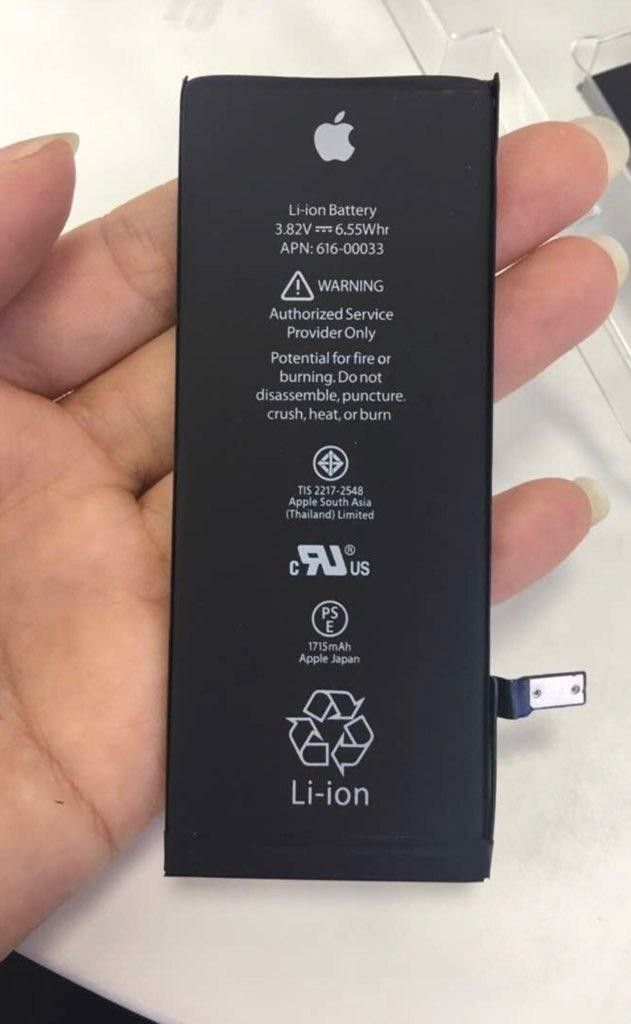 Li-ion Battery
3.82V ⎓ 6.55Whr
APN: 616-00033
WARNING
Authorized Service
Provider Only
Potential for fire or
burning. Do not
disassemble, puncture.
crush, heat, or burn
TIS 2217-2548
Apple South Asia
(Thailand) Limited
c RU® US
PS
E
1715mAh
Apple Japan
Li-ion